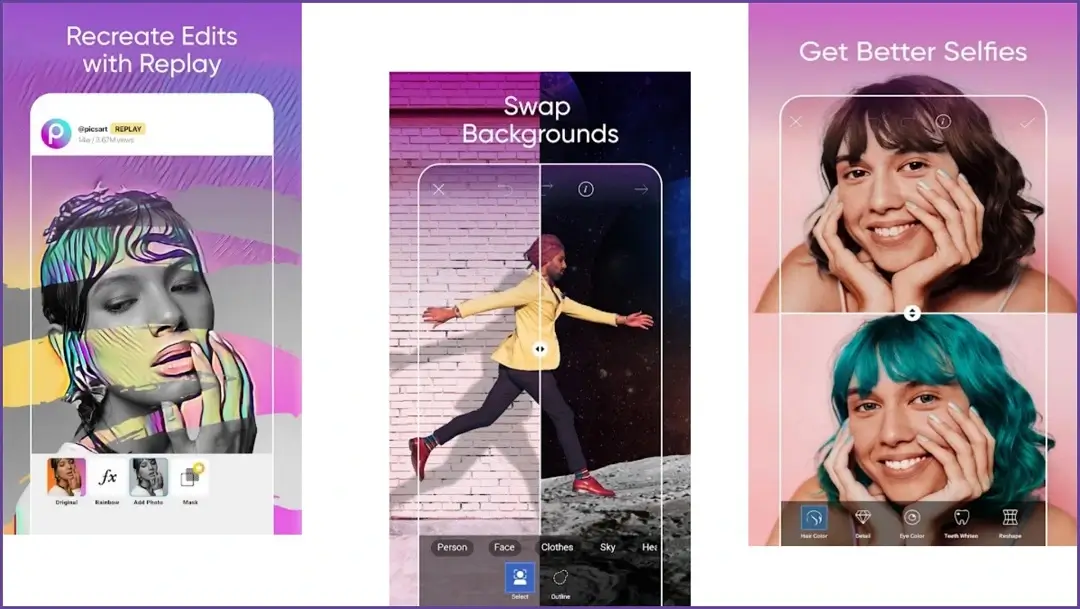 Recreate Edits
with Replay
@picsart REPLAY
14w / 3.67M views
Original
Rainbow
Add Photo
Mask
fx
Swap
Backgrounds
Person
Face
Clothes
Sky
Hea
Select
Outline
Get Better Selfies
Hair Color
Detail
Eye Color
Teeth Whiten
Reshape